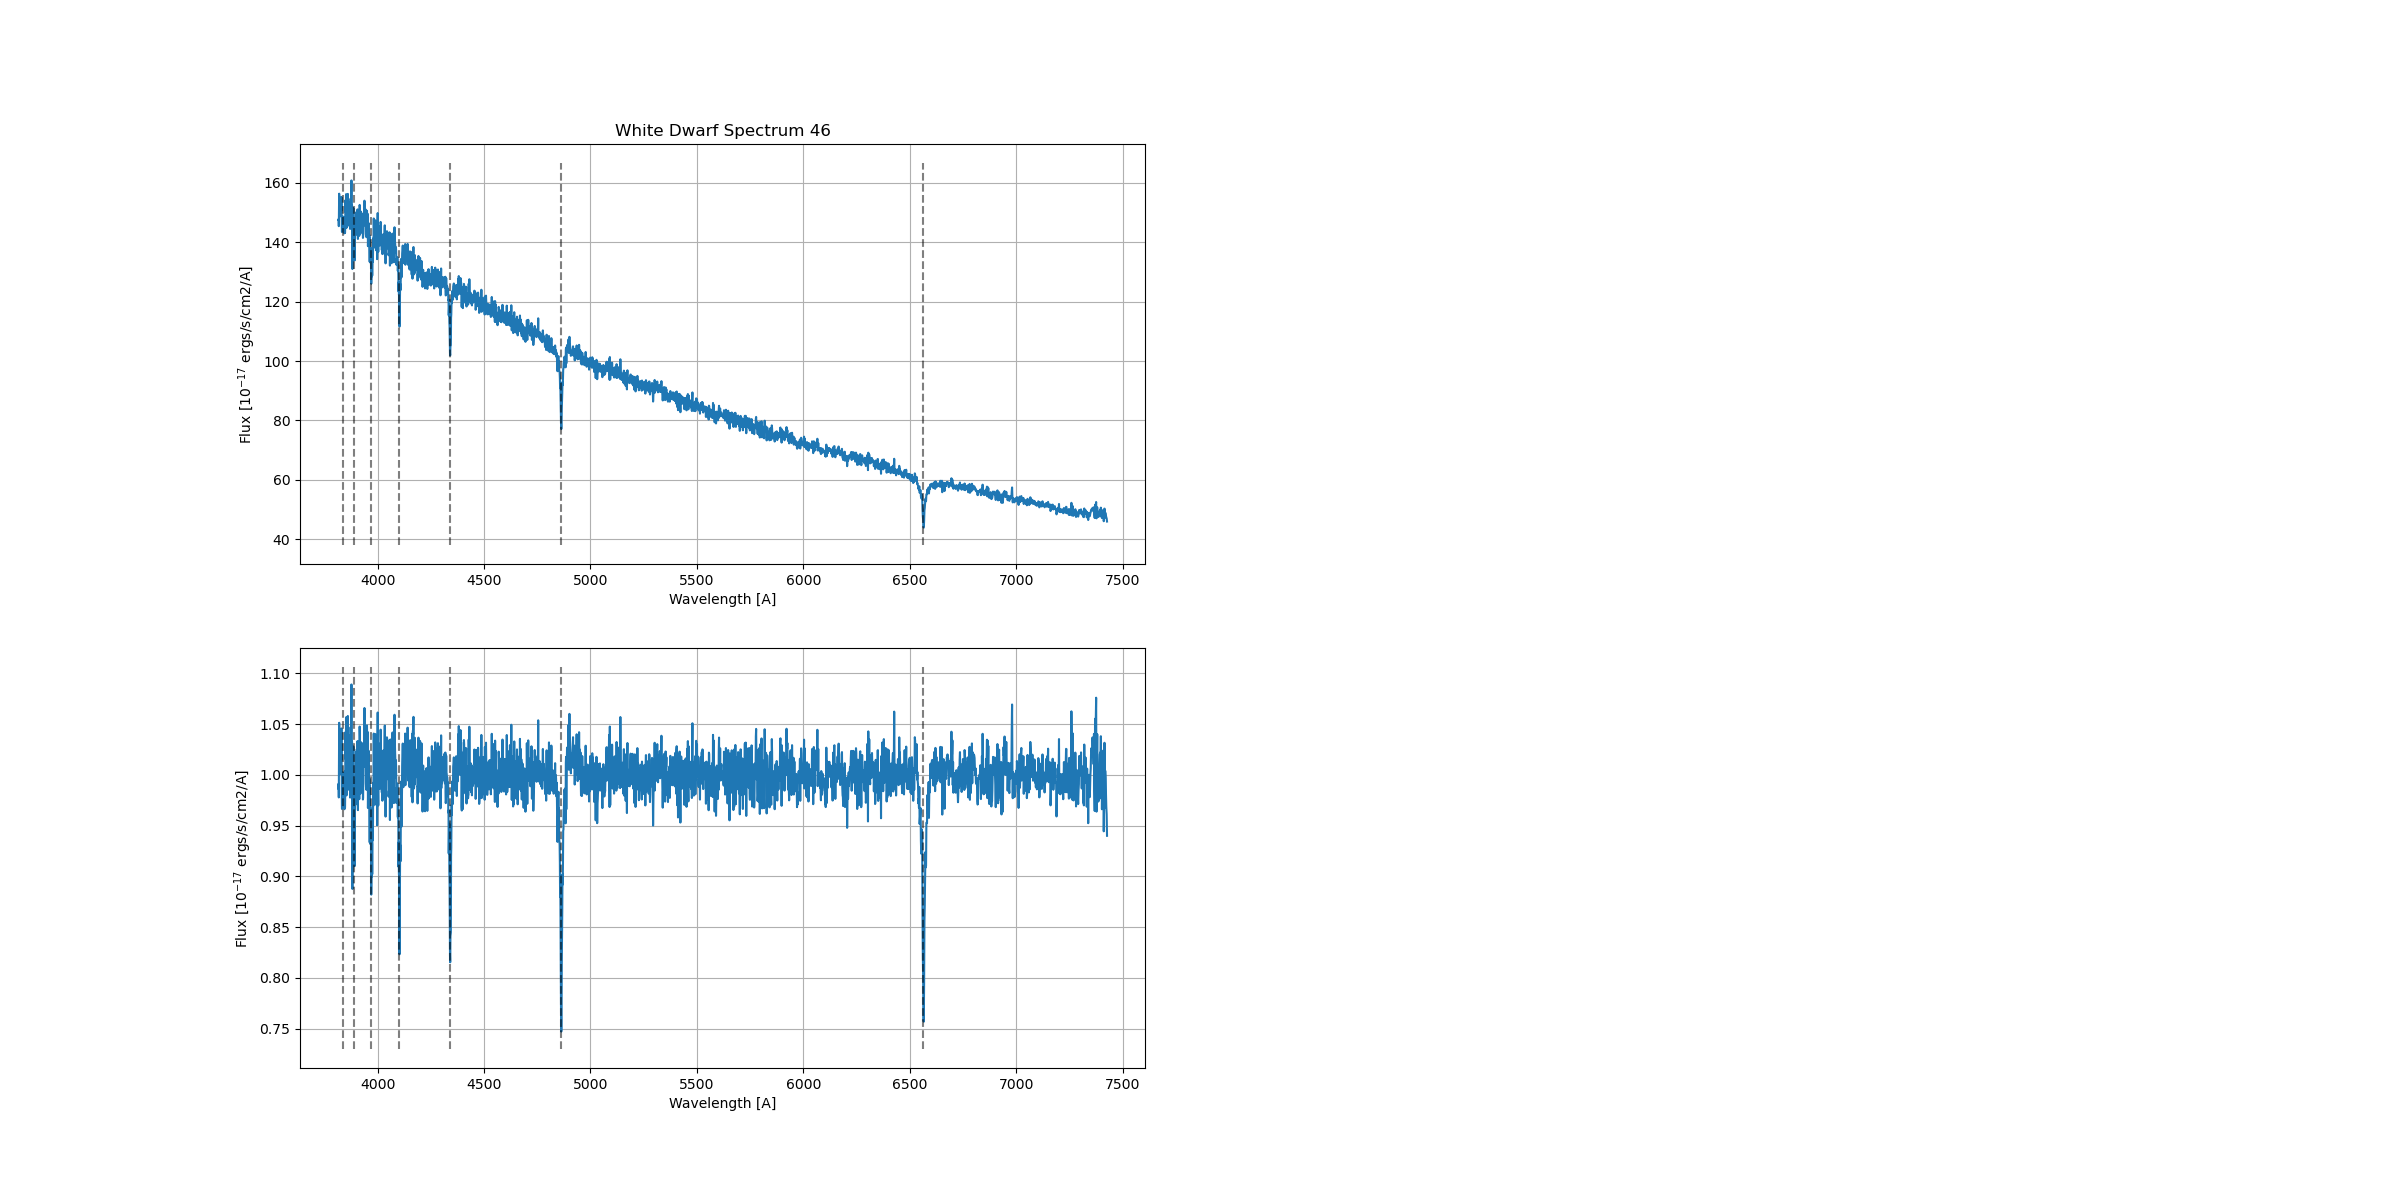 White Dwarf Spectrum 46
160
140
120
100
80
60
40
Flux [10⁻¹⁷ ergs/s/cm2/A]
4000 4500 5000 5500 6000 6500 7000 7500
Wavelength [A]
1.10
1.05
1.00
0.95
0.90
0.85
0.80
0.75
Flux [10⁻¹⁷ ergs/s/cm2/A]
4000 4500 5000 5500 6000 6500 7000 7500
Wavelength [A]